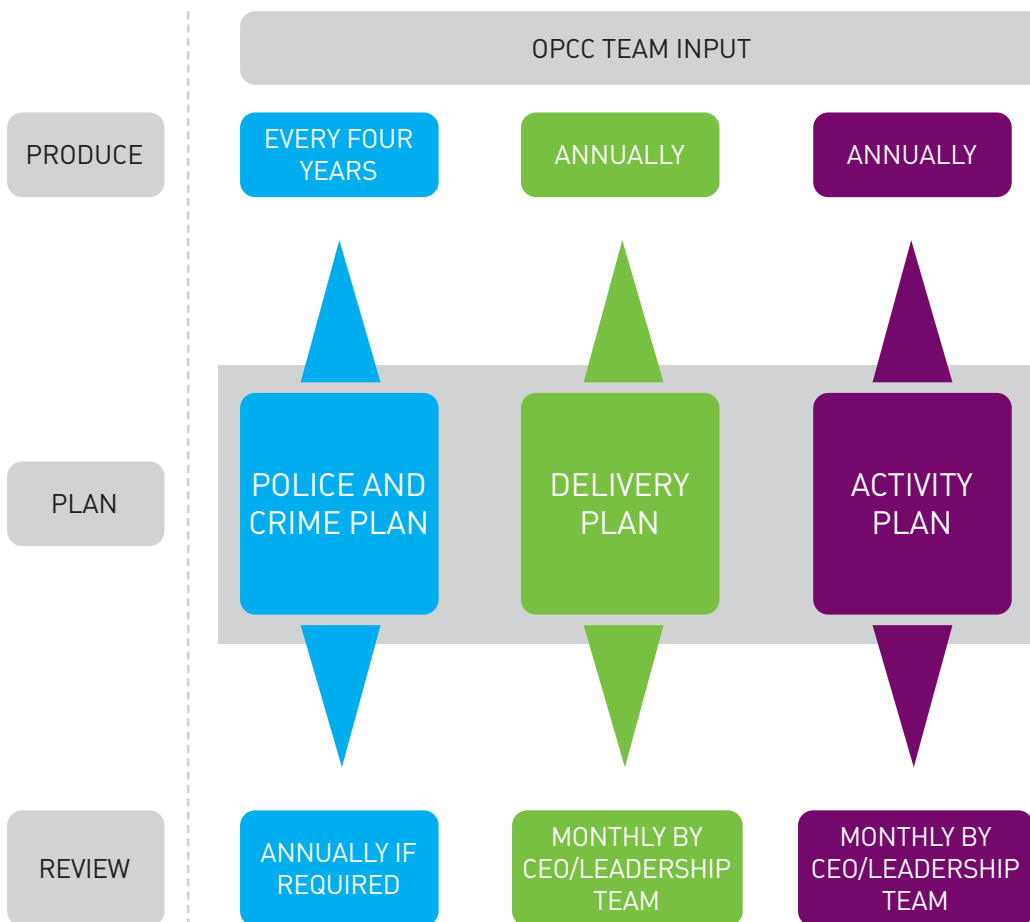 OPCC TEAM INPUT
PRODUCE
EVERY FOUR
YEARS
ANNUALLY
ANNUALLY
PLAN
POLICE AND
CRIME PLAN
DELIVERY
PLAN
ACTIVITY
PLAN
REVIEW
ANNUALLY IF
REQUIRED
MONTHLY BY
CEO/LEADERSHIP
TEAM
MONTHLY BY
CEO/LEADERSHIP
TEAM